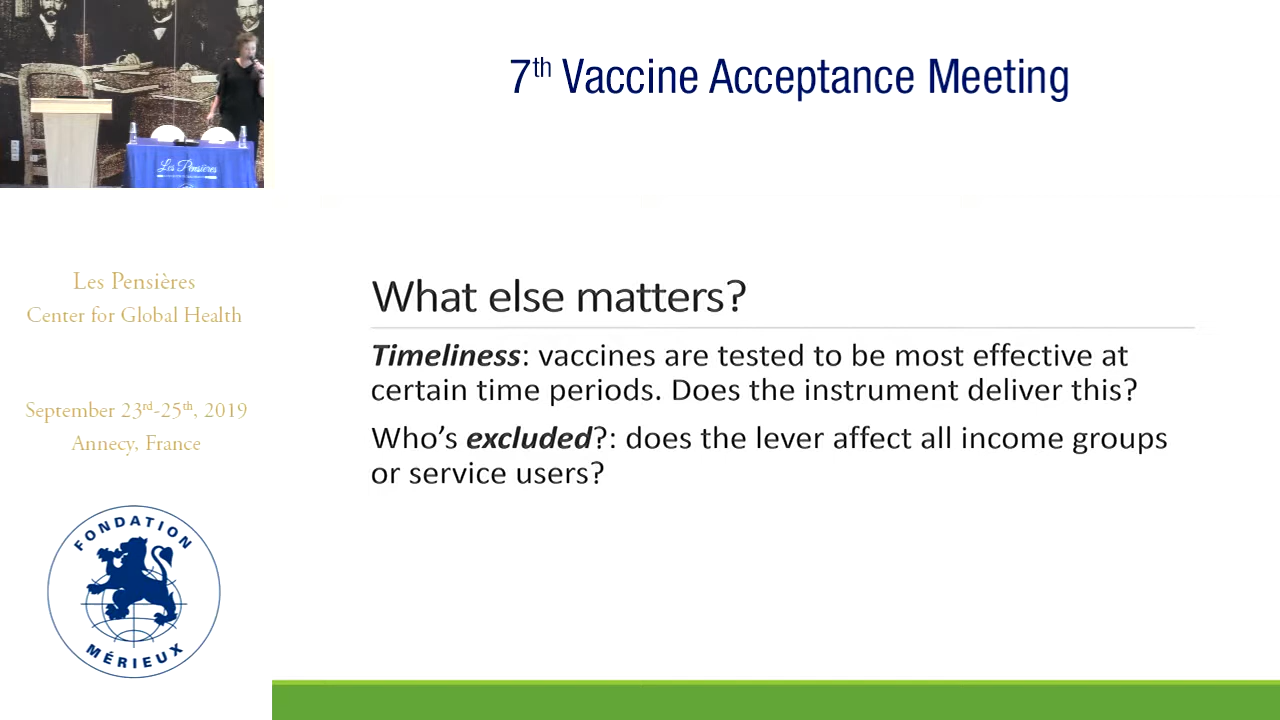 7th Vaccine Acceptance Meeting
Les Pensières
Les Pensières
Center for Global Health
September 23rd-25th, 2019
Annecy, France
FONDATION
MÉRIEUX
What else matters?
Timeliness: vaccines are tested to be most effective at
certain time periods. Does the instrument deliver this?
Who's excluded?: does the lever affect all income groups
or service users?